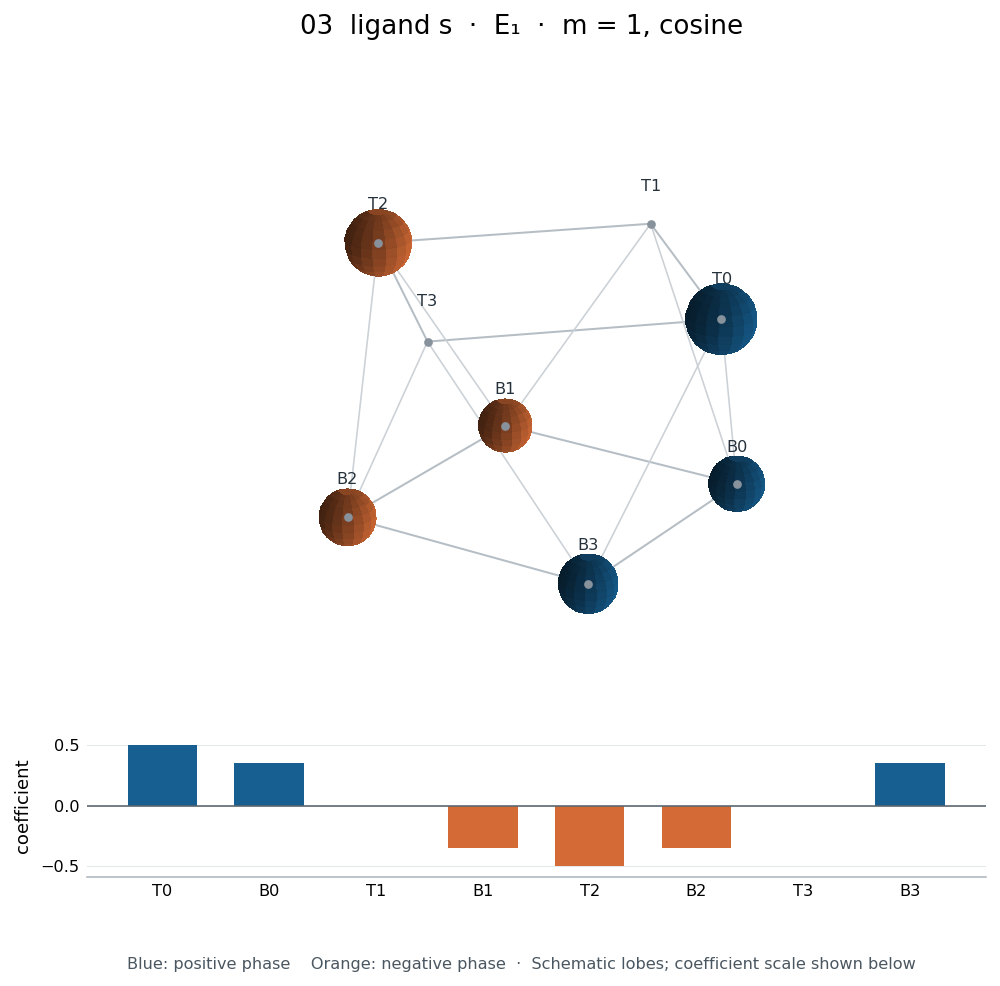 03 ligand s · E₁ · m = 1, cosine
T1
T2
T0
T3
B1
B0
B2
B3
coefficient
0.5
0.0
−0.5
T0 B0 T1 B1 T2 B2 T3 B3
Blue: positive phase Orange: negative phase · Schematic lobes; coefficient scale shown below